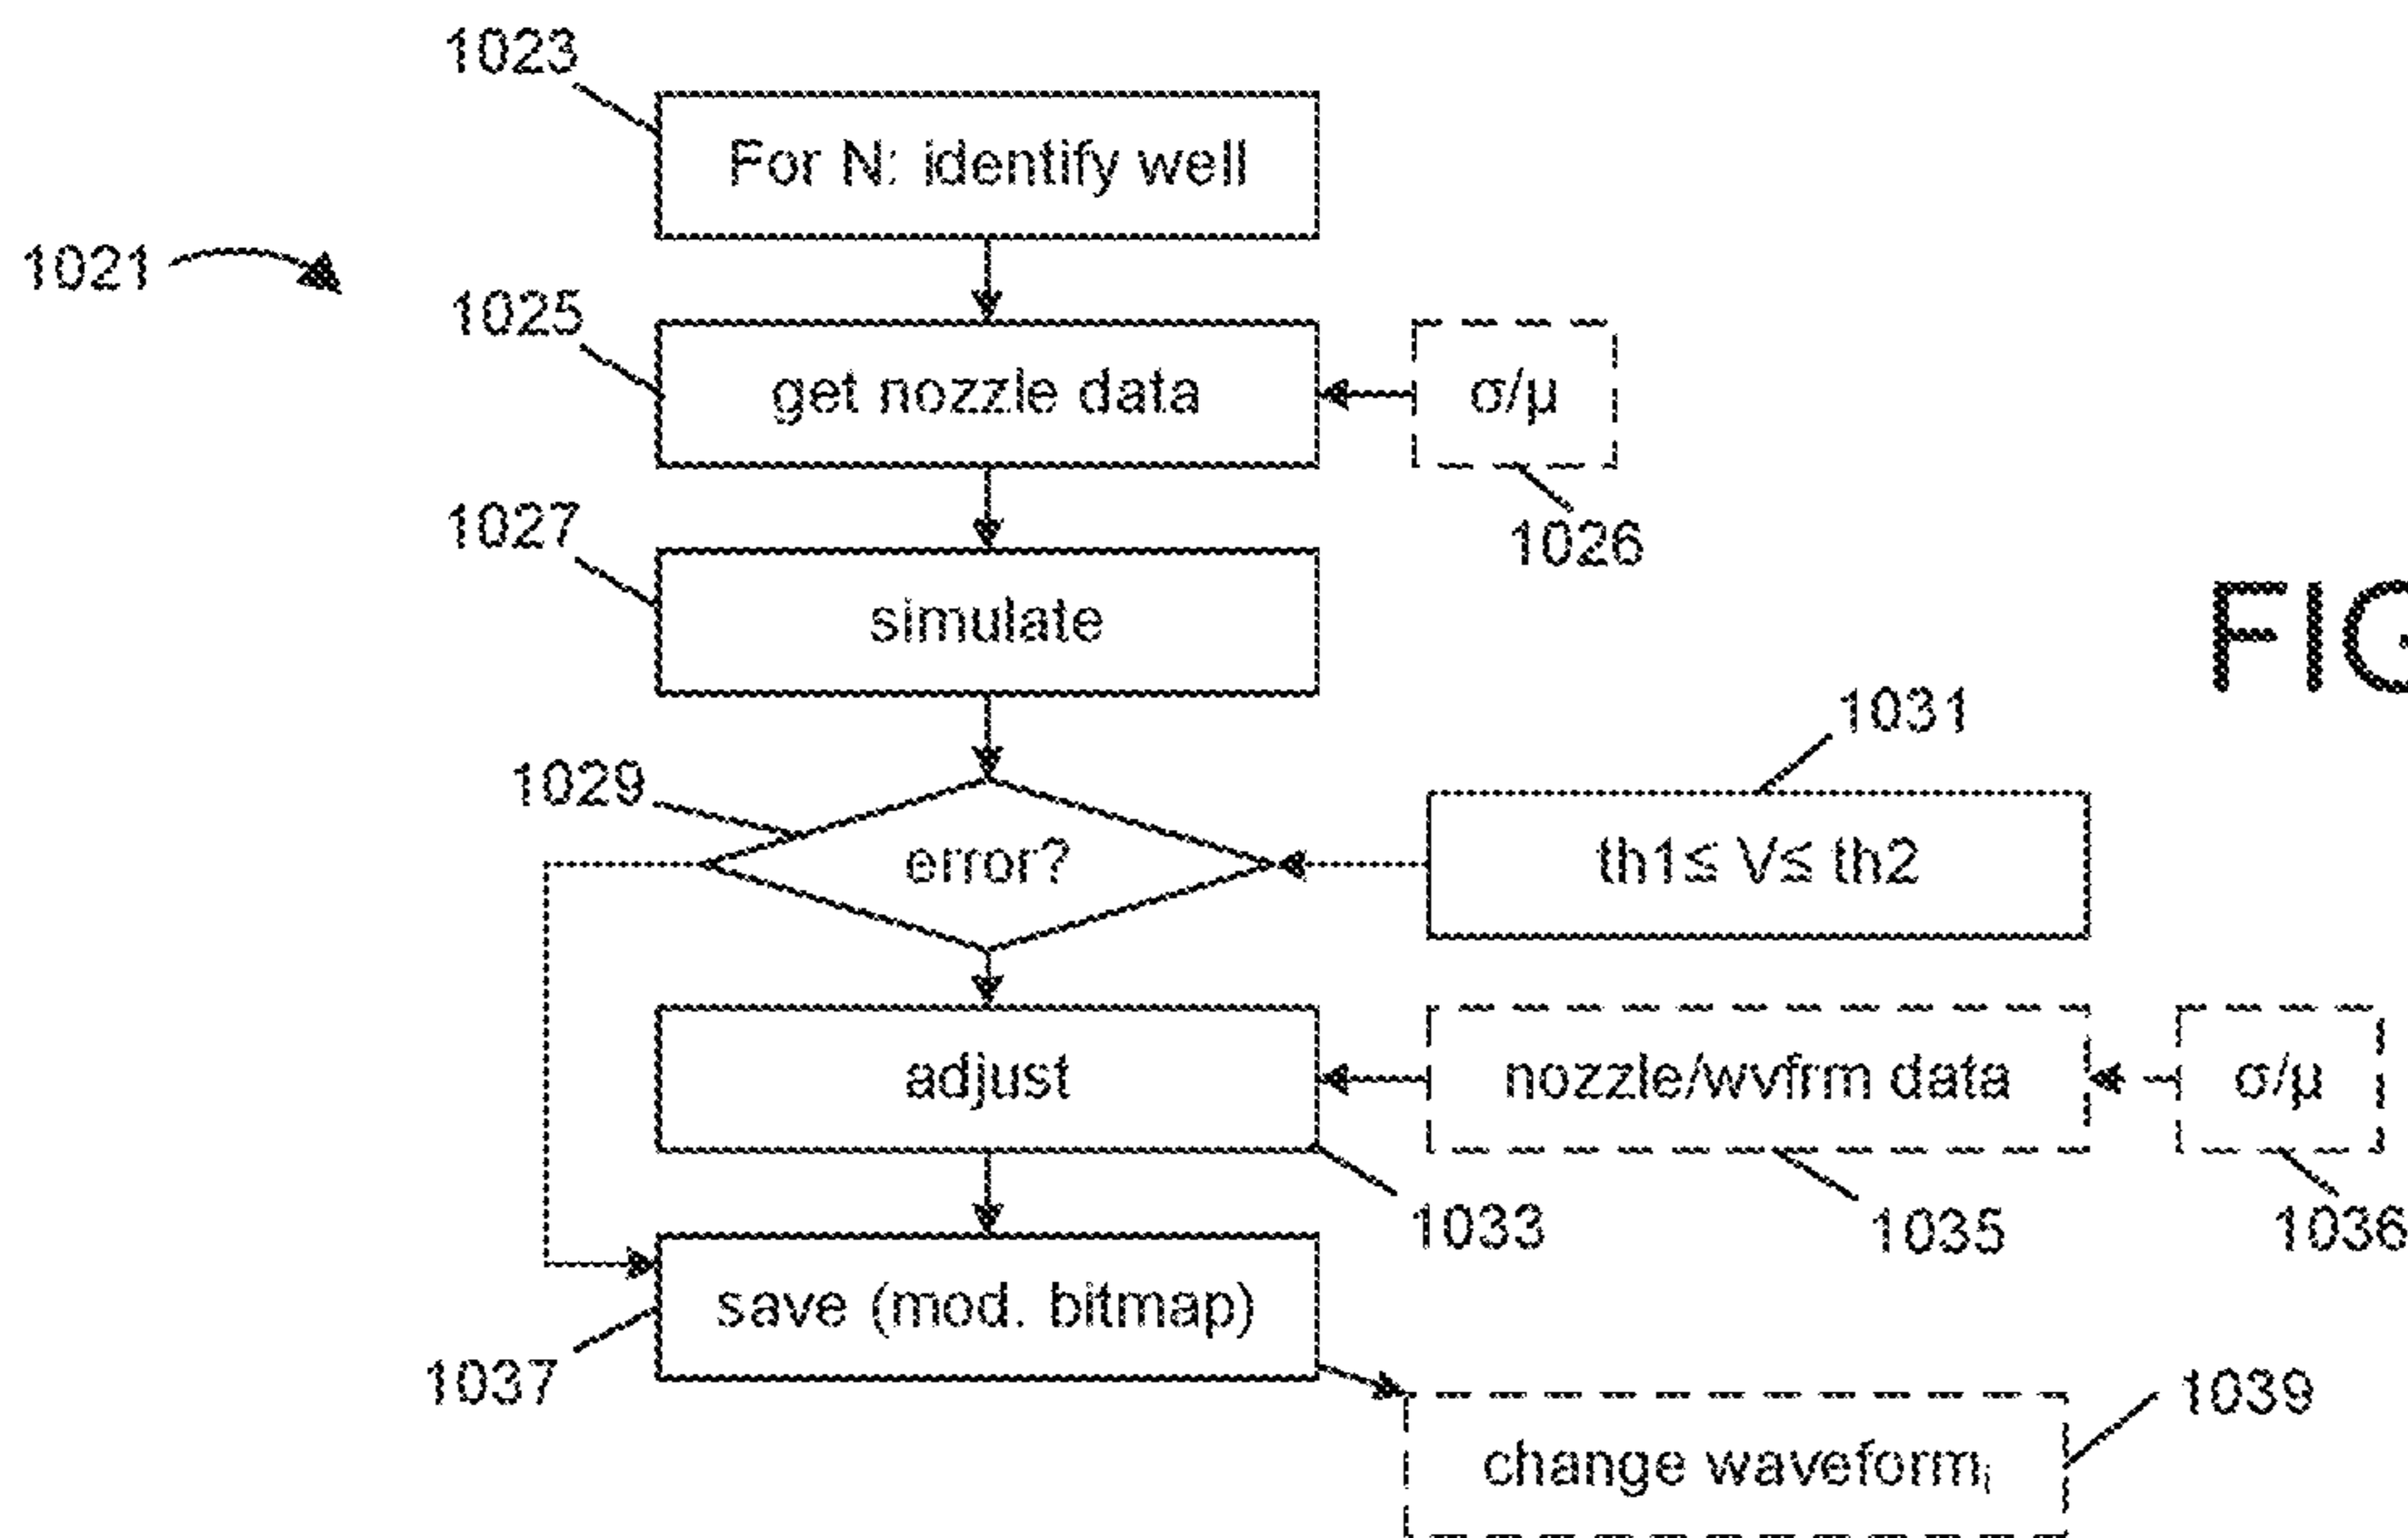 1023
For N: identify well
1021
1025
get nozzle data
σ/μ
1027
1026
simulate
FIG
1031
1029
error?
th1≤ V≤ th2
adjust
nozzle/wvfrm data
σ/μ
1033
1035
1036
save (mod. bitmap)
1037
1039
change waveformᵢ